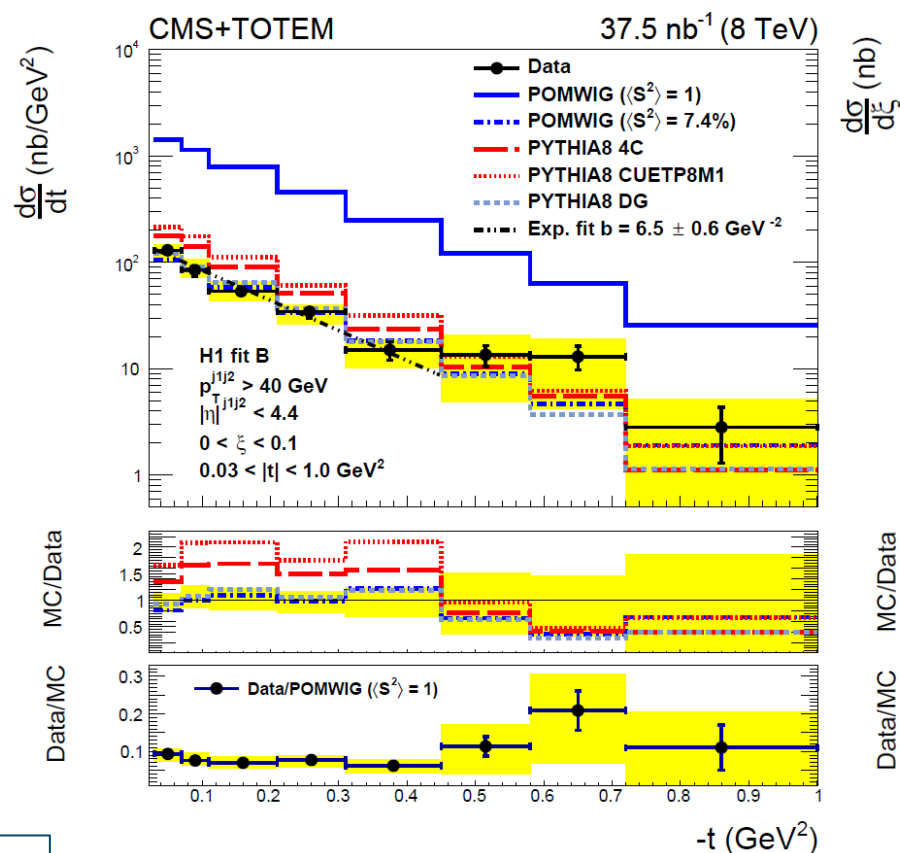 CMS+TOTEM 37.5 nb⁻¹ (8 TeV)
dσ/dt (nb/GeV²)
dσ/dξ (nb)
10⁴
10³
10²
10
1
Data
POMWIG (⟨S²⟩ = 1)
POMWIG (⟨S²⟩ = 7.4%)
PYTHIA8 4C
PYTHIA8 CUETP8M1
PYTHIA8 DG
Exp. fit b = 6.5 ± 0.6 GeV⁻²
H1 fit B
p_T^{j1j2} > 40 GeV
|η|^{j1j2} < 4.4
0 < ξ < 0.1
0.03 < |t| < 1.0 GeV²
MC/Data
2
1.5
1
0.5
MC/Data
Data/MC
0.3
0.2
0.1
Data/POMWIG (⟨S²⟩ = 1)
Data/MC
0.1 0.2 0.3 0.4 0.5 0.6 0.7 0.8 0.9 1
-t (GeV²)